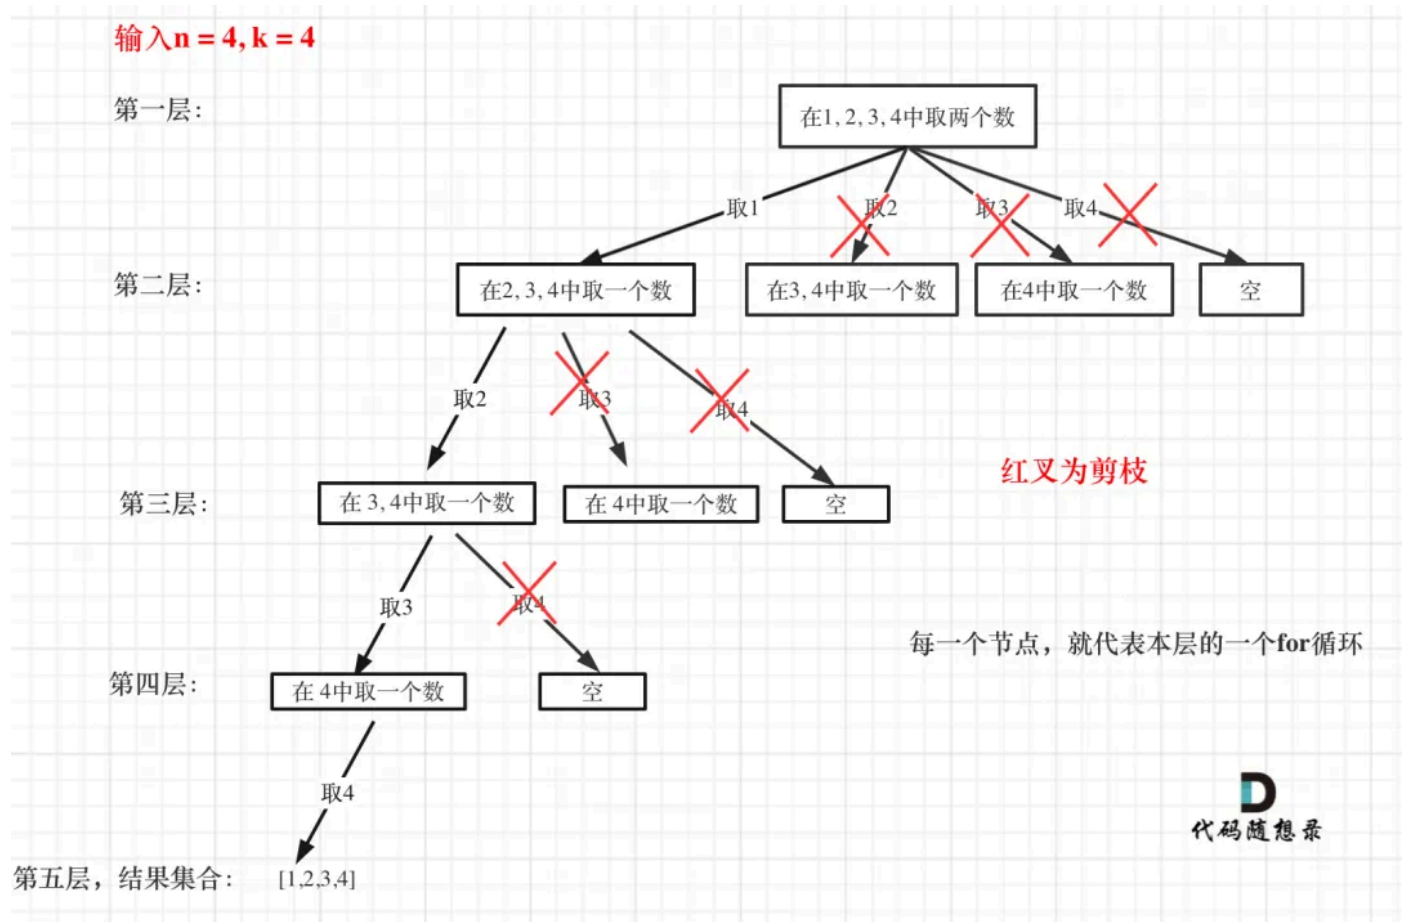 输入n = 4, k = 4
第一层：
在1, 2, 3, 4中取两个数
取1
取2
取3
取4
第二层：
在2, 3, 4中取一个数
在3, 4中取一个数
在4中取一个数
空
取2
取3
取4
红叉为剪枝
第三层：
在 3, 4中取一个数
在 4中取一个数
空
取3
取4
每一个节点，就代表本层的一个for循环
第四层：
在 4中取一个数
空
取4
代码随想录
第五层，结果集合：
[1,2,3,4]